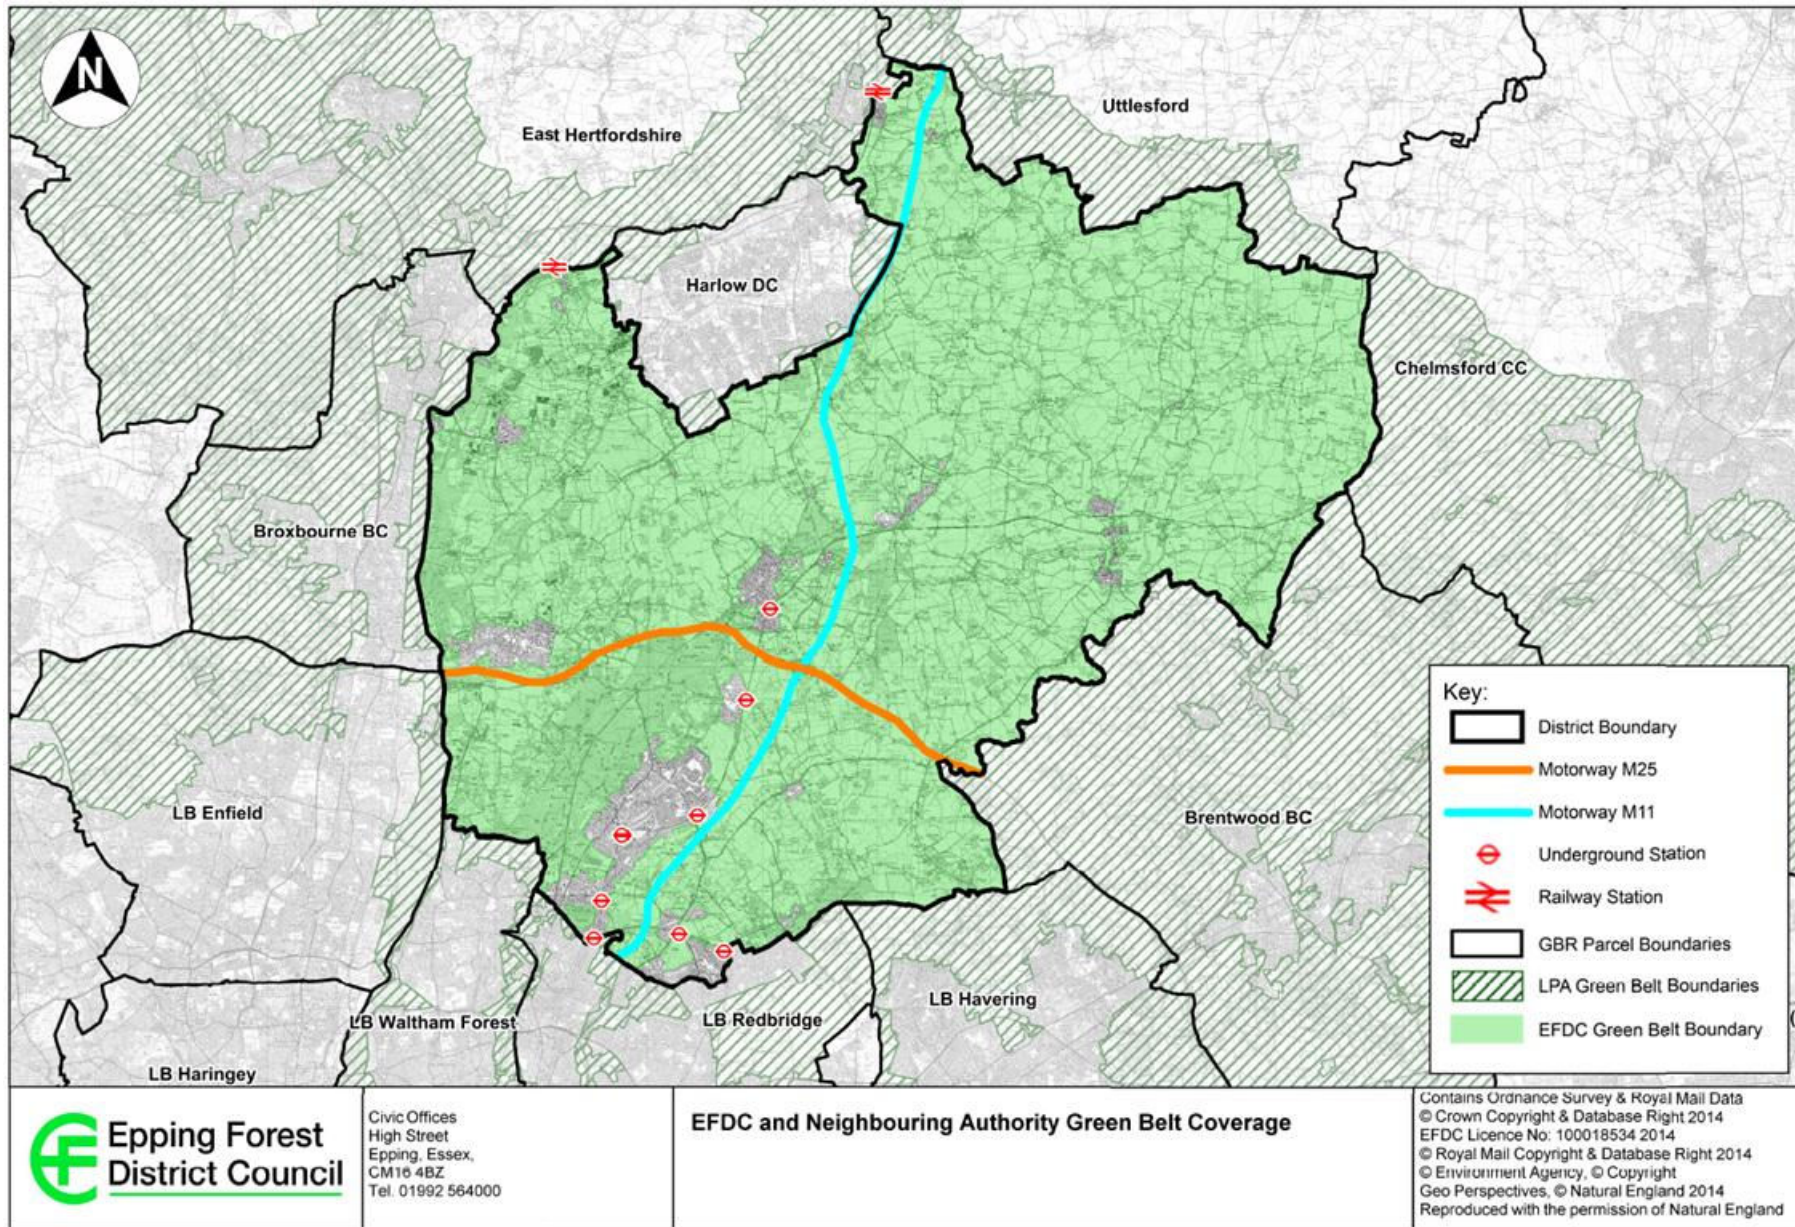 N
East Hertfordshire
Uttlesford
Harlow DC
Chelmsford CC
Broxbourne BC
LB Enfield
Brentwood BC
LB Havering
LB Waltham Forest
LB Redbridge
LB Haringey
Key:
District Boundary
Motorway M25
Motorway M11
Underground Station
Railway Station
GBR Parcel Boundaries
LPA Green Belt Boundaries
EFDC Green Belt Boundary
Epping Forest
District Council
Civic Offices
High Street
Epping, Essex,
CM16 4BZ
Tel. 01992 564000
EFDC and Neighbouring Authority Green Belt Coverage
Contains Ordnance Survey & Royal Mail Data
© Crown Copyright & Database Right 2014
EFDC Licence No: 100018534 2014
© Royal Mail Copyright & Database Right 2014
© Environment Agency, © Copyright
Geo Perspectives, © Natural England 2014
Reproduced with the permission of Natural England